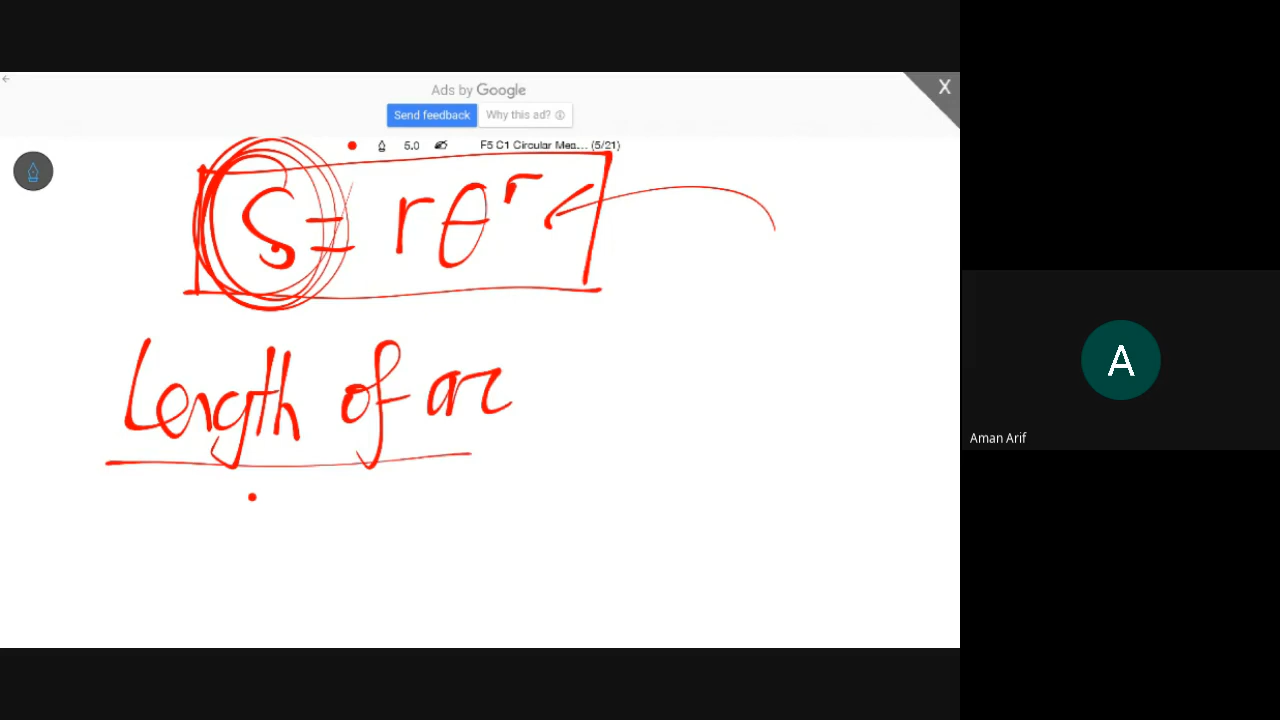 Ads by Google
X
Send feedback
Why this ad?
5.0
F5 C1 Circular Mea... (5/21)
S = rθʳ
Length of arc
A
Aman Arif